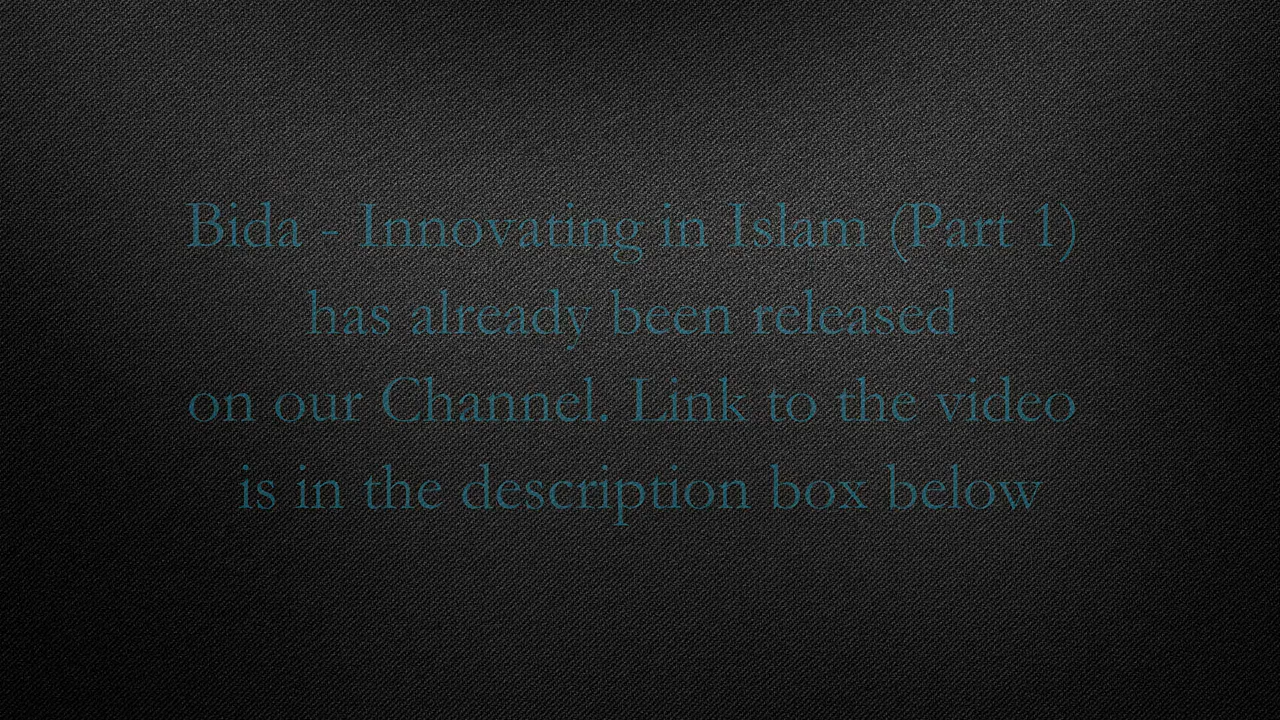 Bida - Innovating in Islam (Part 1)
has already been released
on our Channel. Link to the video
is in the description box below